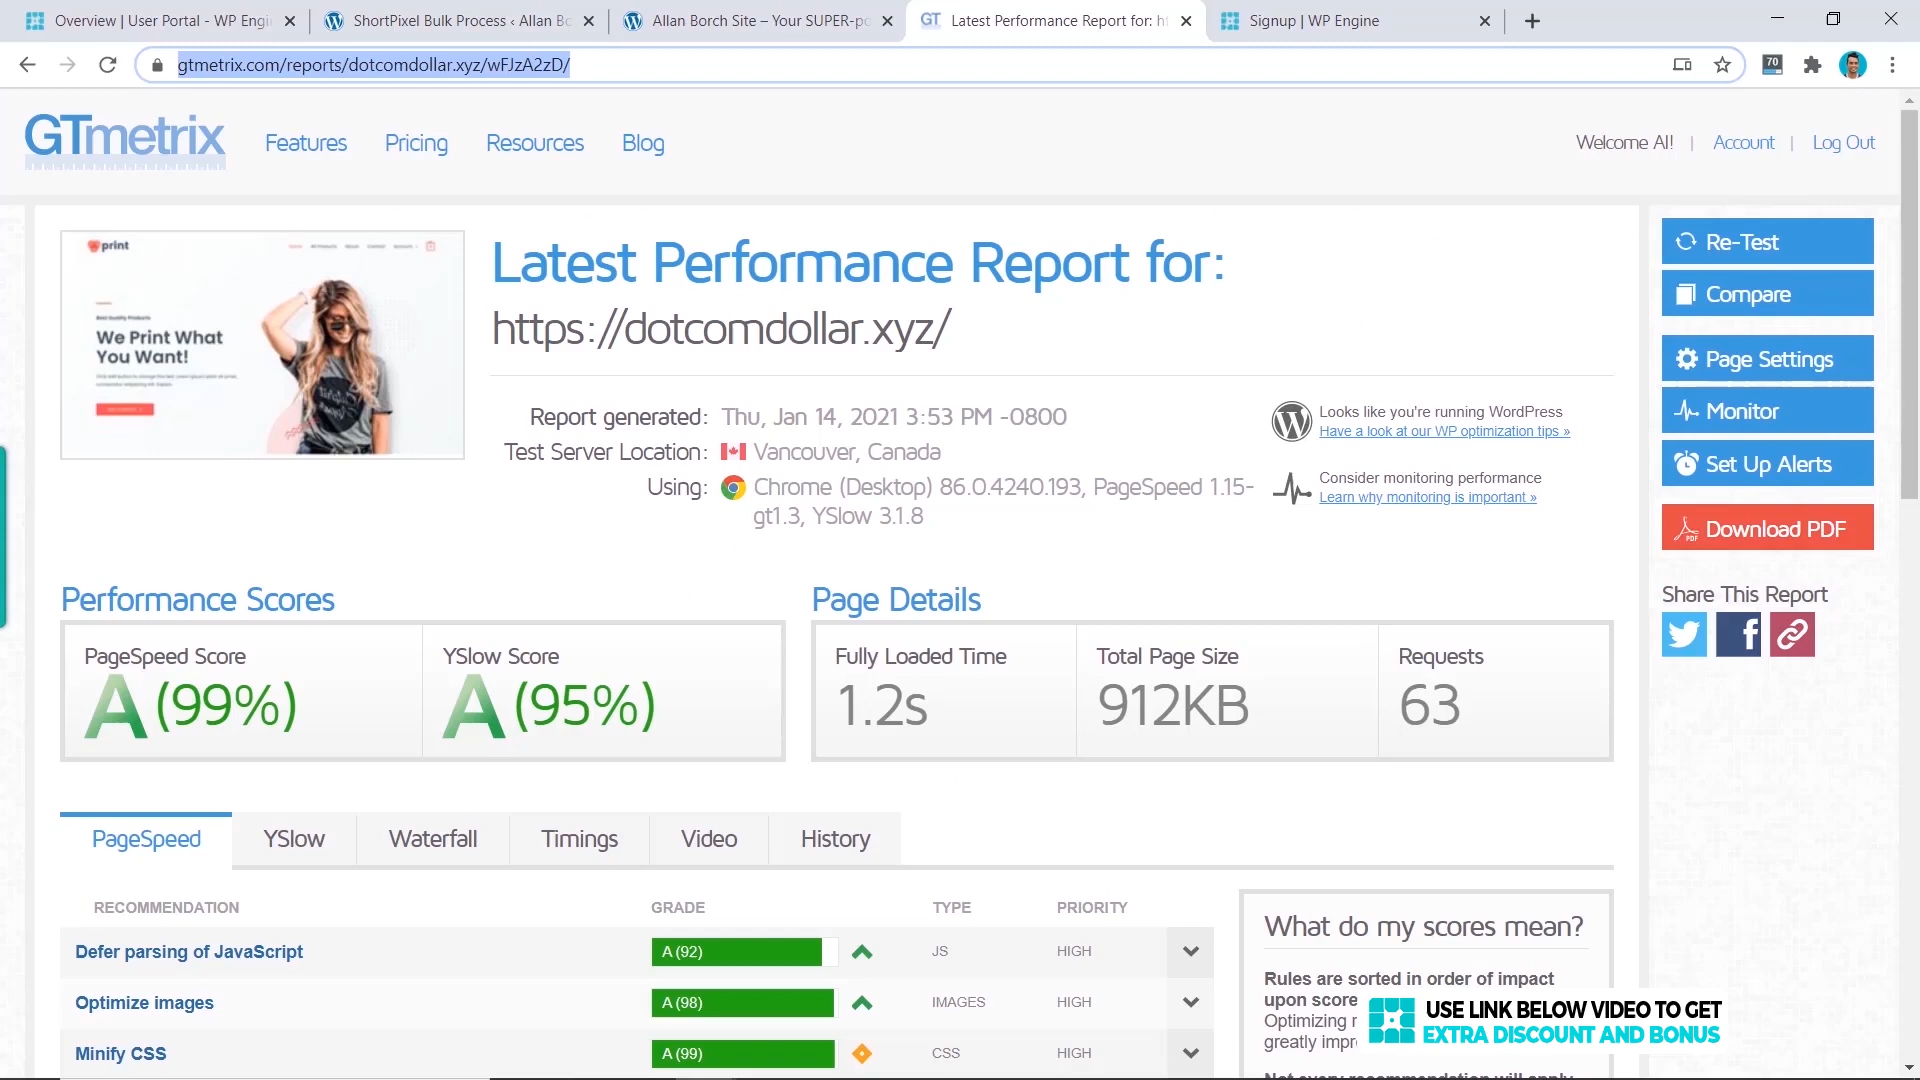 Overview | User Portal - WP Engi
ShortPixel Bulk Process ‹ Allan Bo
Allan Borch Site – Your SUPER-po
GT Latest Performance Report for: ht
Signup | WP Engine
gtmetrix.com/reports/dotcomdollar.xyz/wFJzA2zD/
70
GTmetrix
Features
Pricing
Resources
Blog
Welcome Al! | Account | Log Out
print
We Print What
You Want!
Latest Performance Report for:
https://dotcomdollar.xyz/
Report generated: Thu, Jan 14, 2021 3:53 PM -0800
Test Server Location: Vancouver, Canada
Using: Chrome (Desktop) 86.0.4240.193, PageSpeed 1.15-
gt1.3, YSlow 3.1.8
Looks like you're running WordPress
Have a look at our WP optimization tips »
Consider monitoring performance
Learn why monitoring is important »
Re-Test
Compare
Page Settings
Monitor
Set Up Alerts
PDF Download PDF
Share This Report
Performance Scores
PageSpeed Score
A (99%)
YSlow Score
A (95%)
Page Details
Fully Loaded Time
1.2s
Total Page Size
912KB
Requests
63
PageSpeed
YSlow
Waterfall
Timings
Video
History
RECOMMENDATION GRADE TYPE PRIORITY
Defer parsing of JavaScript A (92) JS HIGH
Optimize images A (98) IMAGES HIGH
Minify CSS A (99) CSS HIGH
What do my scores mean?
Rules are sorted in order of impact
upon score
Optimizing r
greatly impr
Not every recommendation will apply
USE LINK BELOW VIDEO TO GET
EXTRA DISCOUNT AND BONUS